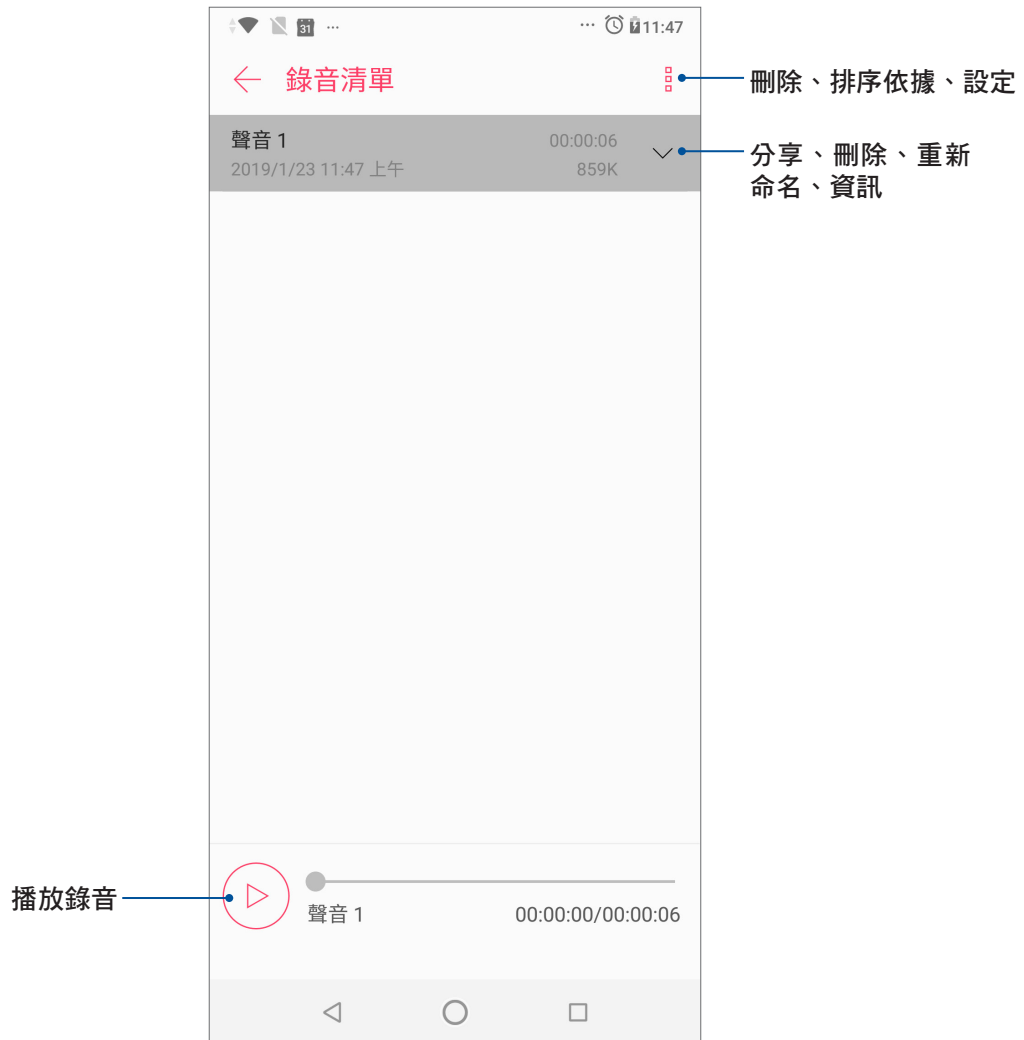 31 ... ... 11:47
錄音清單
刪除、排序依據、設定
聲音 1 00:00:06
2019/1/23 11:47 上午 859K
分享、刪除、重新
命名、資訊
播放錄音
聲音 1 00:00:00/00:00:06